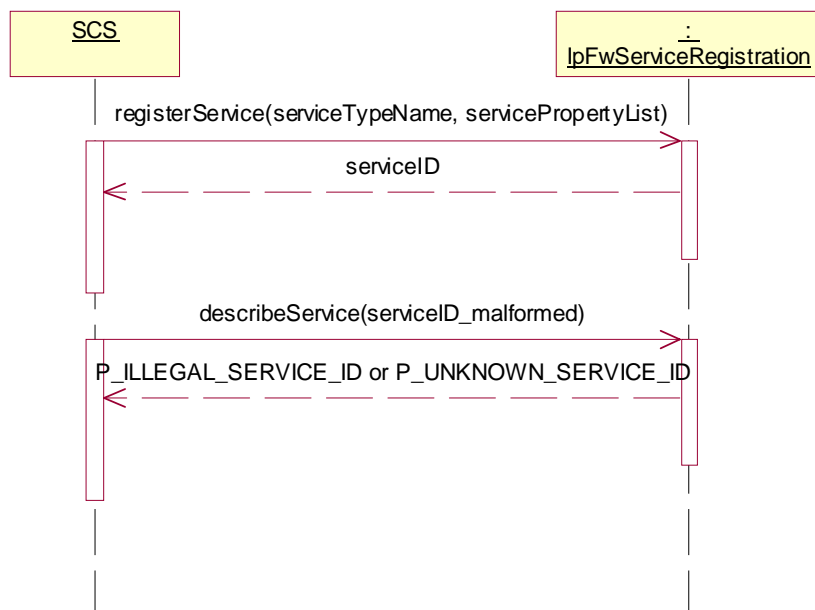 SCS
:
IpFwServiceRegistration
registerService(serviceTypeName, servicePropertyList)
serviceID
describeService(serviceID_malformed)
P_ILLEGAL_SERVICE_ID or P_UNKNOWN_SERVICE_ID